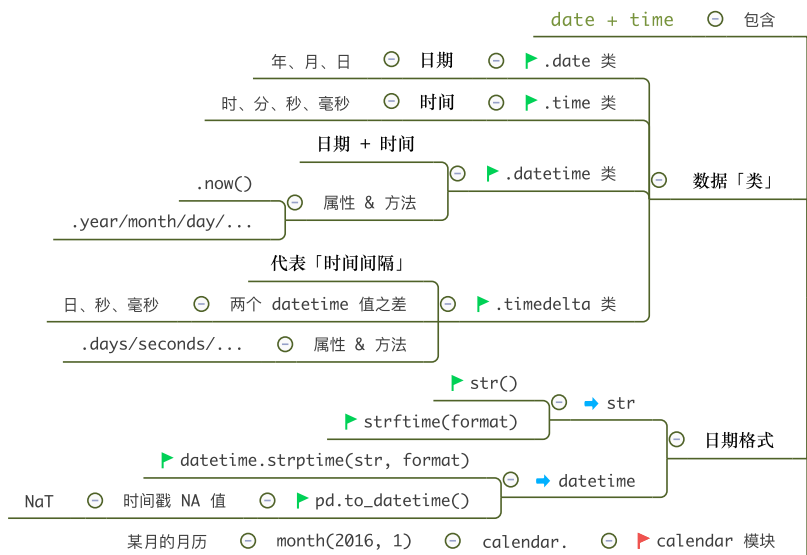 date + time
包含
年、月、日
日期
.date 类
时、分、秒、毫秒
时间
.time 类
日期 + 时间
.datetime 类
数据「类」
.now()
属性 & 方法
.year/month/day/...
代表「时间间隔」
日、秒、毫秒
两个 datetime 值之差
.timedelta 类
.days/seconds/...
属性 & 方法
str()
str
strftime(format)
日期格式
datetime.strptime(str, format)
datetime
NaT
时间戳 NA 值
pd.to_datetime()
某月的月历
month(2016, 1)
calendar.
calendar 模块